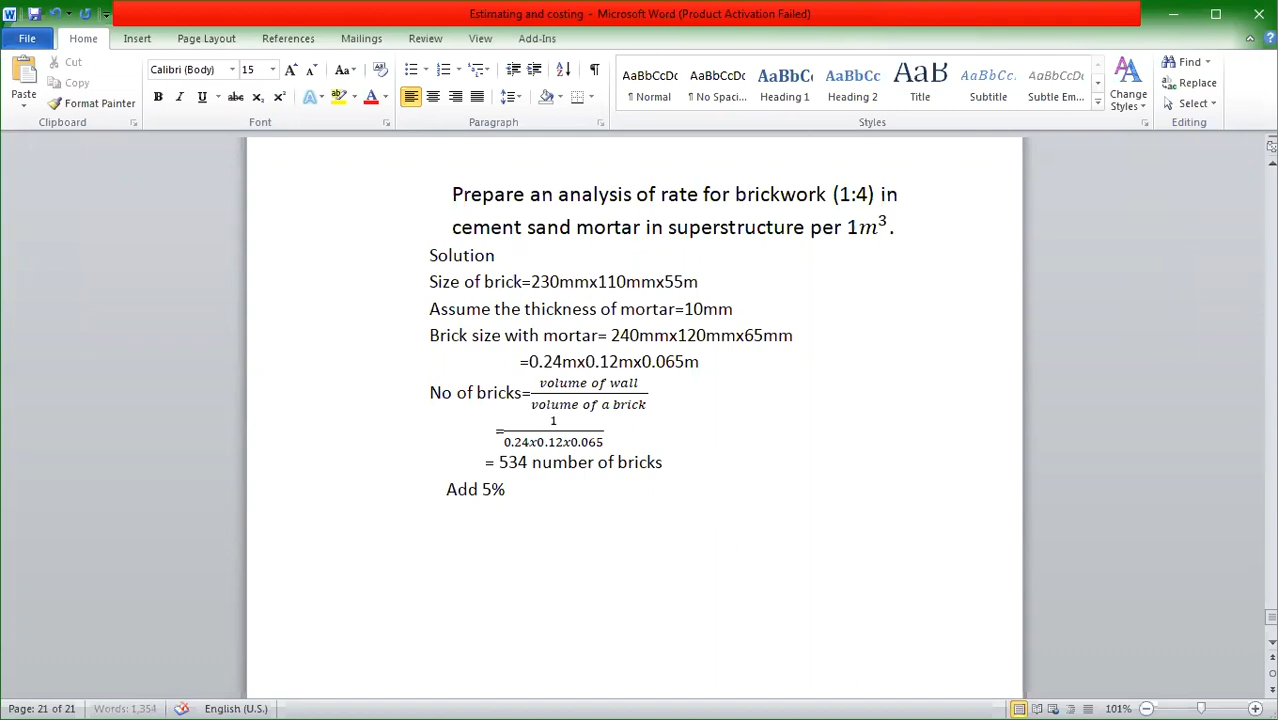 Estimating and costing - Microsoft Word (Product Activation Failed)
File Home Insert Page Layout References Mailings Review View Add-Ins
Cut
Copy
Format Painter
Paste
Clipboard
Calibri (Body) 15
Font
Paragraph
AaBbCcDc AaBbCcDc AaBbC( AaBbCc AaB AaBbCcDc AaBbCcDc
¶ Normal ¶ No Spaci... Heading 1 Heading 2 Title Subtitle Subtle Em...
Styles
Change Styles
Find
Replace
Select
Editing
Prepare an analysis of rate for brickwork (1:4) in
cement sand mortar in superstructure per 1m³.
Solution
Size of brick=230mmx110mmx55m
Assume the thickness of mortar=10mm
Brick size with mortar= 240mmx120mmx65mm
=0.24mx0.12mx0.065m
No of bricks= volume of wall
volume of a brick
= 1
0.24x0.12x0.065
= 534 number of bricks
Add 5%
Page: 21 of 21 Words: 1,354 English (U.S.) 101%